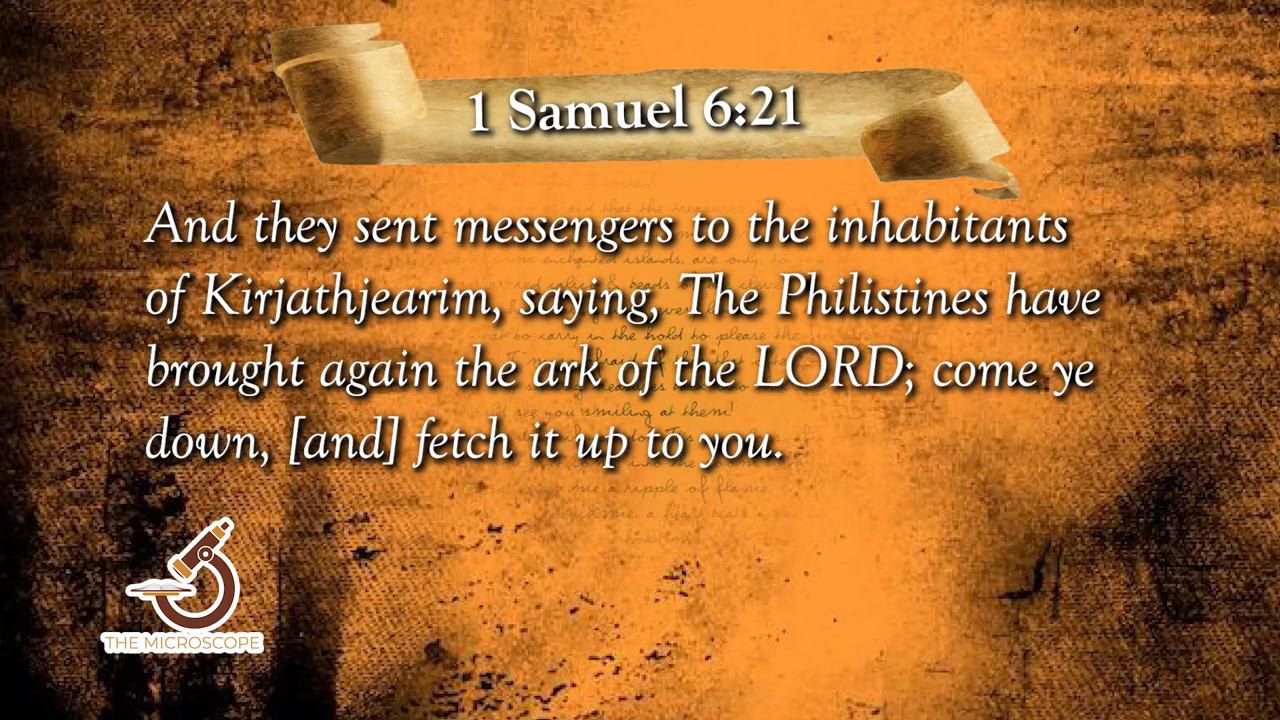 1 Samuel 6:21
And they sent messengers to the inhabitants
of Kirjathjearim, saying, The Philistines have
brought again the ark of the LORD; come ye
down, [and] fetch it up to you.
THE MICROSCOPE